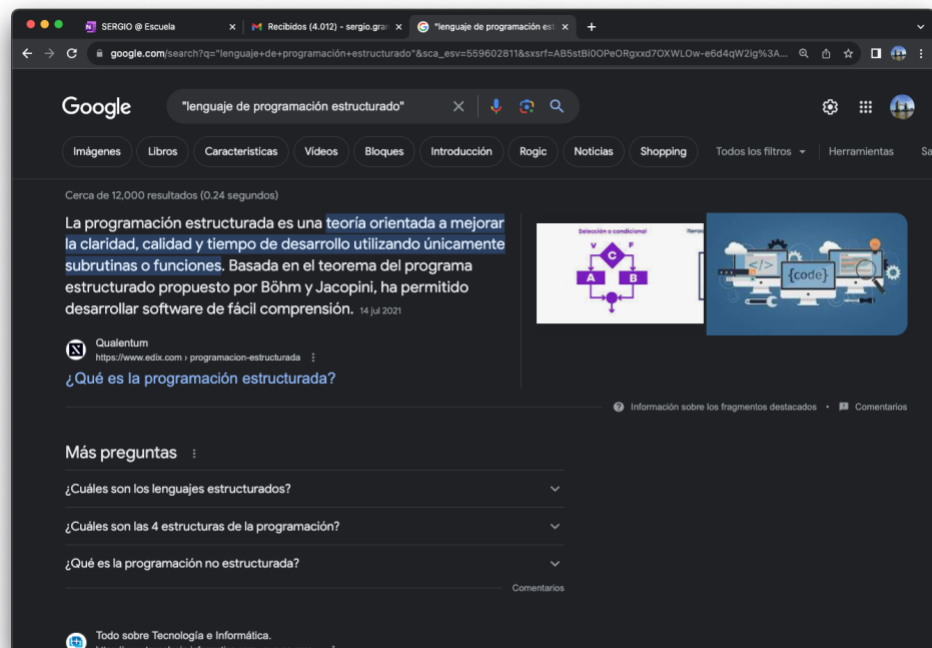 SERGIO @ Escuela
Recibidos (4.012) - sergio.gra
"lenguaje de programación es
google.com/search?q="lenguaje+de+programación+estructurado"&sca_esv=559602811&sxsrf=AB5stBi0OPeORgxxd7OXWLOw-e6d4qW2ig%3A...
Google
"lenguaje de programación estructurado"
Imágenes Libros Características Vídeos Bloques Introducción Rogic Noticias Shopping Todos los filtros Herramientas Sa
Cerca de 12,000 resultados (0.24 segundos)
La programación estructurada es una teoría orientada a mejorar
la claridad, calidad y tiempo de desarrollo utilizando únicamente
subrutinas o funciones. Basada en el teorema del programa
estructurado propuesto por Böhm y Jacopini, ha permitido
desarrollar software de fácil comprensión. 14 jul 2021
Selección o condicional
V F
C
A B
</>
{code}
Qualentum
https://www.edix.com › programacion-estructurada
¿Qué es la programación estructurada?
Información sobre los fragmentos destacados • Comentarios
Más preguntas
¿Cuáles son los lenguajes estructurados?
¿Cuáles son las 4 estructuras de la programación?
¿Qué es la programación no estructurada?
Comentarios
Todo sobre Tecnología e Informática.